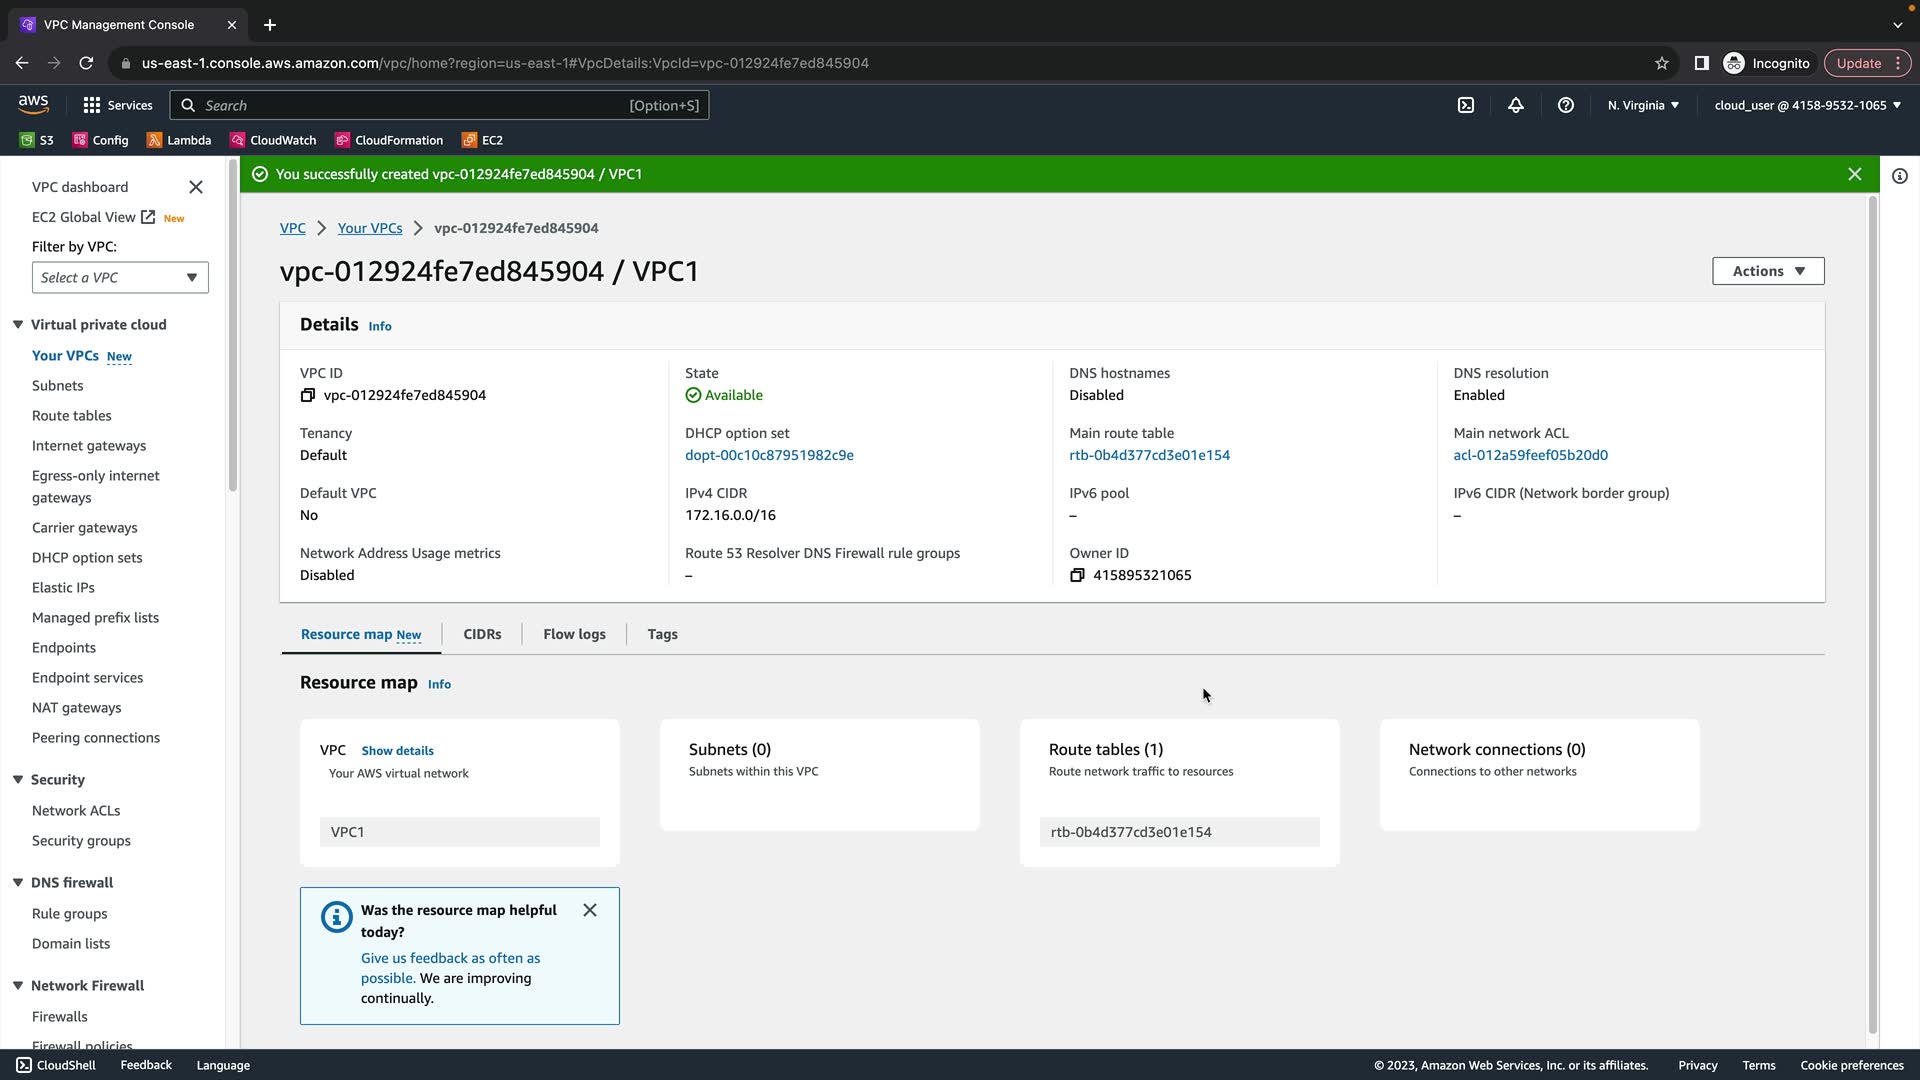 VPC Management Console
us-east-1.console.aws.amazon.com/vpc/home?region=us-east-1#VpcDetails:VpcId=vpc-012924fe7ed845904
Incognito
Update
aws
Services
Search
[Option+S]
N. Virginia
cloud_user @ 4158-9532-1065
S3
Config
Lambda
CloudWatch
CloudFormation
EC2
VPC dashboard
EC2 Global View New
Filter by VPC:
Select a VPC
Virtual private cloud
Your VPCs New
Subnets
Route tables
Internet gateways
Egress-only internet
gateways
Carrier gateways
DHCP option sets
Elastic IPs
Managed prefix lists
Endpoints
Endpoint services
NAT gateways
Peering connections
Security
Network ACLs
Security groups
DNS firewall
Rule groups
Domain lists
Network Firewall
Firewalls
Firewall policies
You successfully created vpc-012924fe7ed845904 / VPC1
VPC
Your VPCs
vpc-012924fe7ed845904
vpc-012924fe7ed845904 / VPC1
Actions
Details Info
VPC ID
vpc-012924fe7ed845904
State
Available
DNS hostnames
Disabled
DNS resolution
Enabled
Tenancy
Default
DHCP option set
dopt-00c10c87951982c9e
Main route table
rtb-0b4d377cd3e01e154
Main network ACL
acl-012a59feef05b20d0
Default VPC
No
IPv4 CIDR
172.16.0.0/16
IPv6 pool
–
IPv6 CIDR (Network border group)
–
Network Address Usage metrics
Disabled
Route 53 Resolver DNS Firewall rule groups
–
Owner ID
415895321065
Resource map New
CIDRs
Flow logs
Tags
Resource map Info
VPC Show details
Your AWS virtual network
VPC1
Subnets (0)
Subnets within this VPC
Route tables (1)
Route network traffic to resources
rtb-0b4d377cd3e01e154
Network connections (0)
Connections to other networks
Was the resource map helpful
today?
Give us feedback as often as
possible. We are improving
continually.
CloudShell
Feedback
Language
© 2023, Amazon Web Services, Inc. or its affiliates.
Privacy
Terms
Cookie preferences